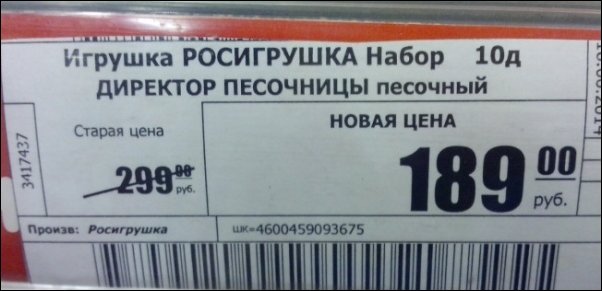 Игрушка РОСИГРУШКА Набор 10д
ДИРЕКТОР ПЕСОЧНИЦЫ песочный
Старая цена
299 00
руб.
НОВАЯ ЦЕНА
189 00
руб.
3417437
Произв: Росигрушка
ШК=4600459093675